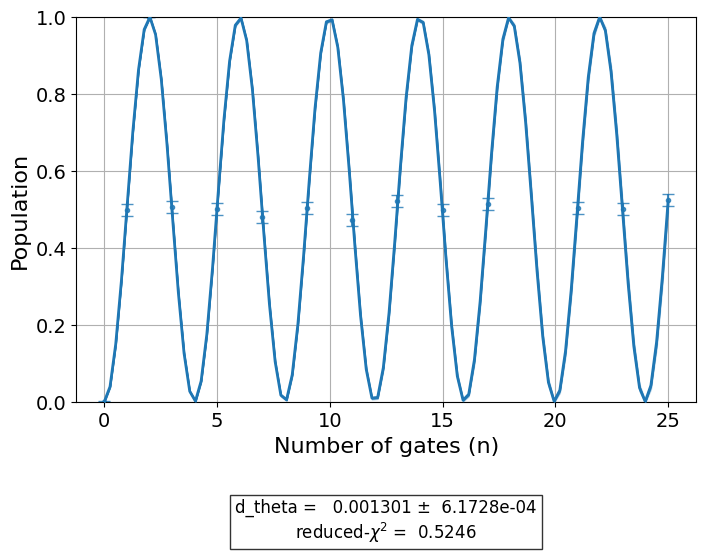 1.0
0.8
0.6
0.4
0.2
0.0
Population
0 5 10 15 20 25
Number of gates (n)
d_theta = 0.001301 ± 6.1728e-04
reduced-χ² = 0.5246